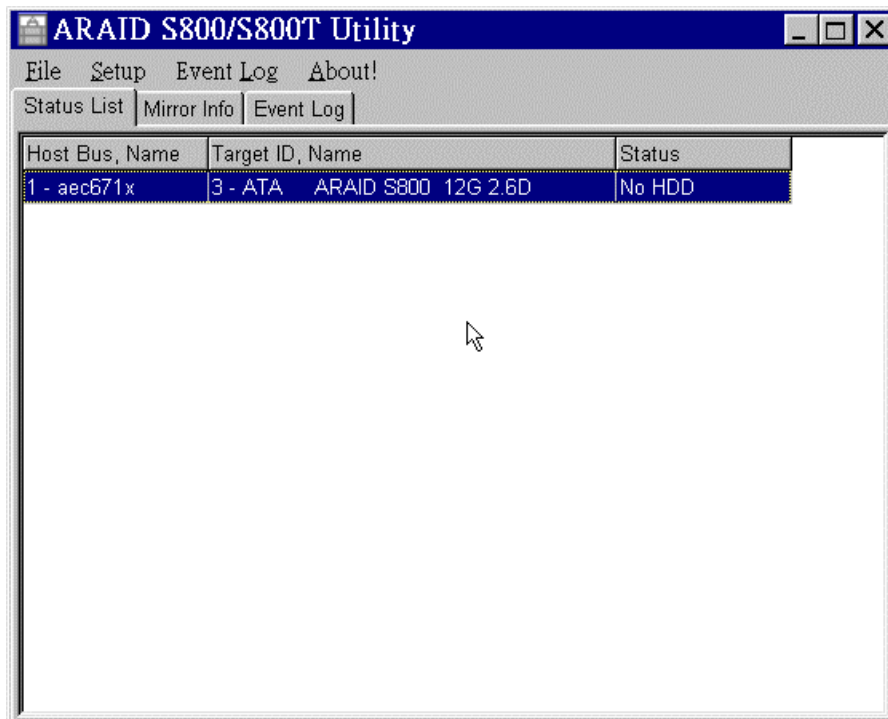 ARAID S800/S800T Utility
File Setup Event Log About!
Status List Mirror Info Event Log
Host Bus, Name Target ID, Name Status
1 - aec671x 3 - ATA ARAID S800 12G 2.6D No HDD